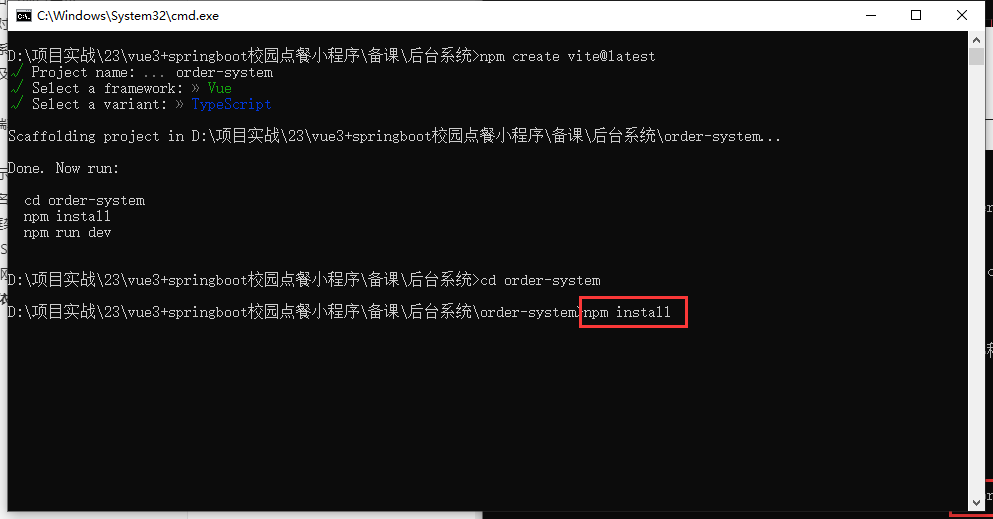 C:\Windows\System32\cmd.exe
D:\项目实战\23\vue3+springboot校园点餐小程序\备课\后台系统>npm create vite@latest
√ Project name: ... order-system
√ Select a framework: » Vue
√ Select a variant: » TypeScript
Scaffolding project in D:\项目实战\23\vue3+springboot校园点餐小程序\备课\后台系统\order-system...
Done. Now run:
cd order-system
npm install
npm run dev
D:\项目实战\23\vue3+springboot校园点餐小程序\备课\后台系统>cd order-system
D:\项目实战\23\vue3+springboot校园点餐小程序\备课\后台系统\order-system>npm install